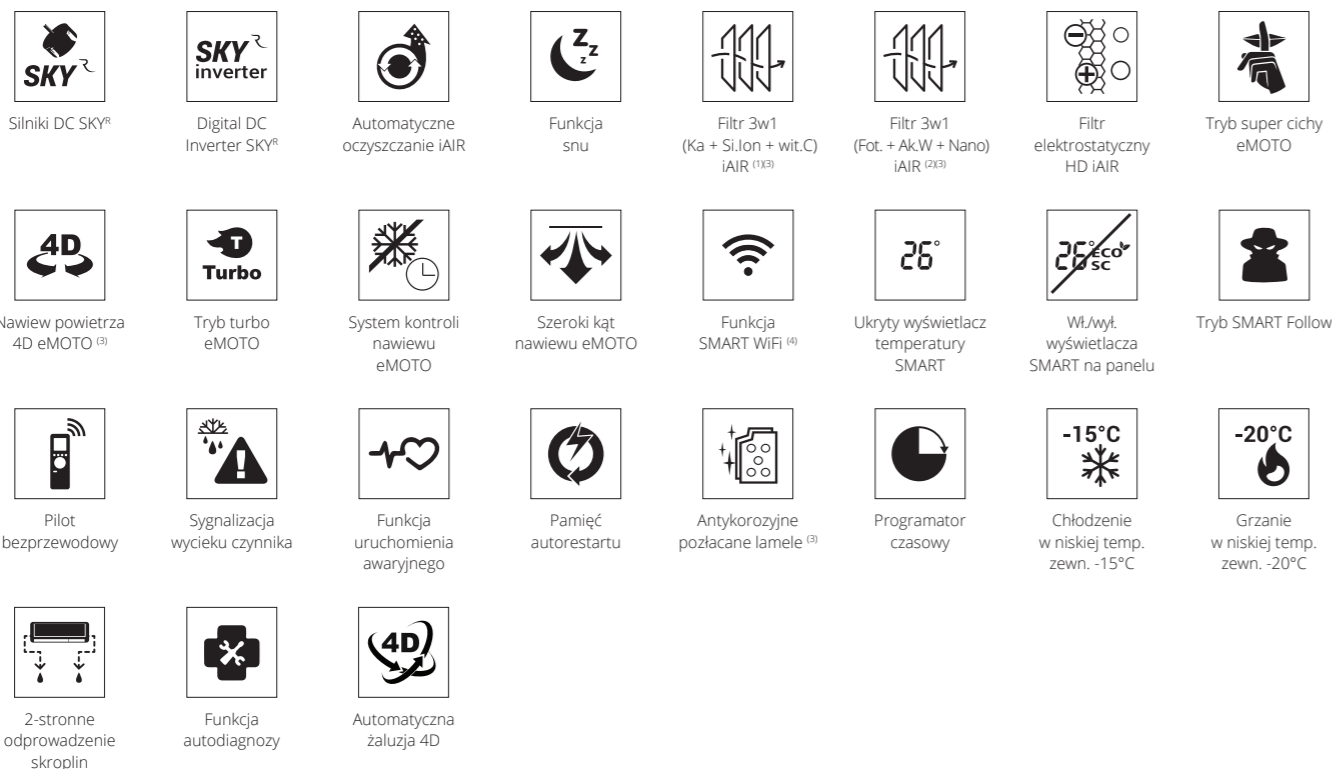 SKY R
SKY R
inverter
Z Z Z
Silniki DC SKYᴿ
Digital DC
Inverter SKYᴿ
Automatyczne
oczyszczanie iAIR
Funkcja
snu
Filtr 3w1
(Ka + Si.Ion + wit.C)
iAIR ⁽¹⁾⁽³⁾
Filtr 3w1
(Fot. + Ak.W + Nano)
iAIR ⁽²⁾⁽³⁾
Filtr
elektrostatyczny
HD iAIR
Tryb super cichy
eMOTO
4D
T
Turbo
26°
26° ECO
SC
Nawiew powietrza
4D eMOTO ⁽³⁾
Tryb turbo
eMOTO
System kontroli
nawiewu
eMOTO
Szeroki kąt
nawiewu eMOTO
Funkcja
SMART WiFi ⁽⁴⁾
Ukryty wyświetlacz
temperatury
SMART
Wł./wył.
wyświetlacza
SMART na panelu
Tryb SMART Follow
-15°C
-20°C
Pilot
bezprzewodowy
Sygnalizacja
wycieku czynnika
Funkcja
uruchomienia
awaryjnego
Pamięć
autorestartu
Antykorozyjne
pozłacane lamele ⁽³⁾
Programator
czasowy
Chłodzenie
w niskiej temp.
zewn. -15°C
Grzanie
w niskiej temp.
zewn. -20°C
4D
2-stronne
odprowadzenie
skroplin
Funkcja
autodiagnozy
Automatyczna
żaluzja 4D